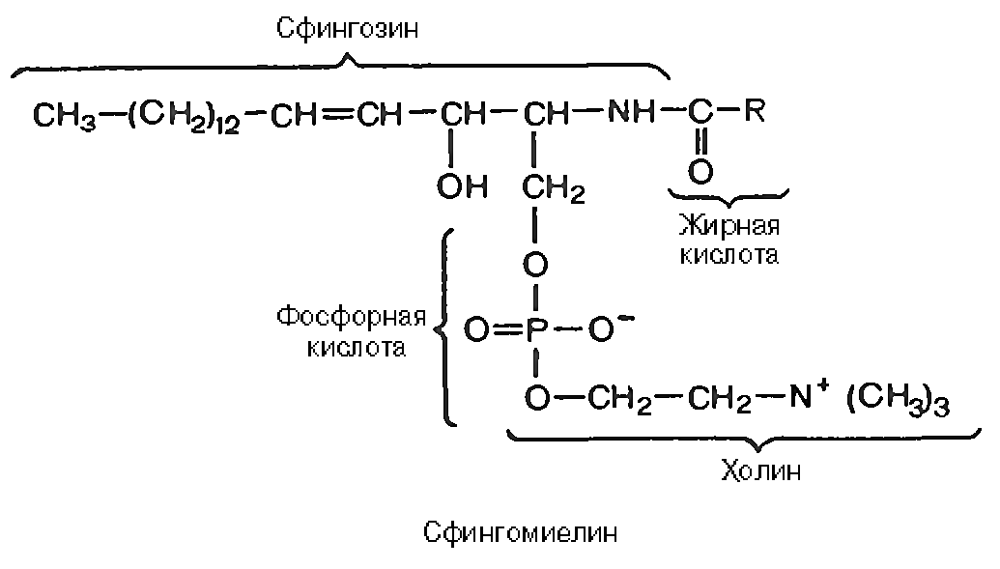 Сфингозин
CH3—(CH2)12—CH=CH—CH—CH—NH—C—R
OH CH2 O
Жирная
кислота
O
Фосфорная
кислота
O=P—O−
O—CH2—CH2—N+ (CH3)3
Холин
Сфингомиелин